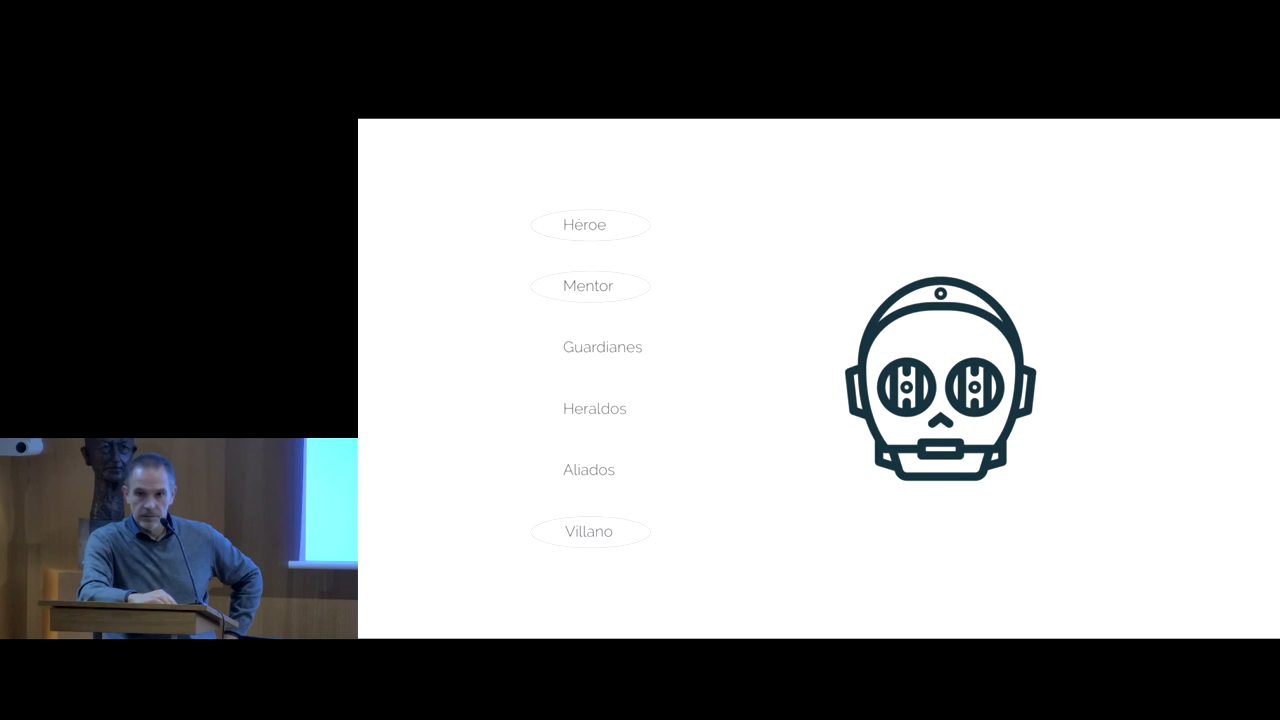 Héroe
Mentor
Guardianes
Heraldos
Aliados
Villano